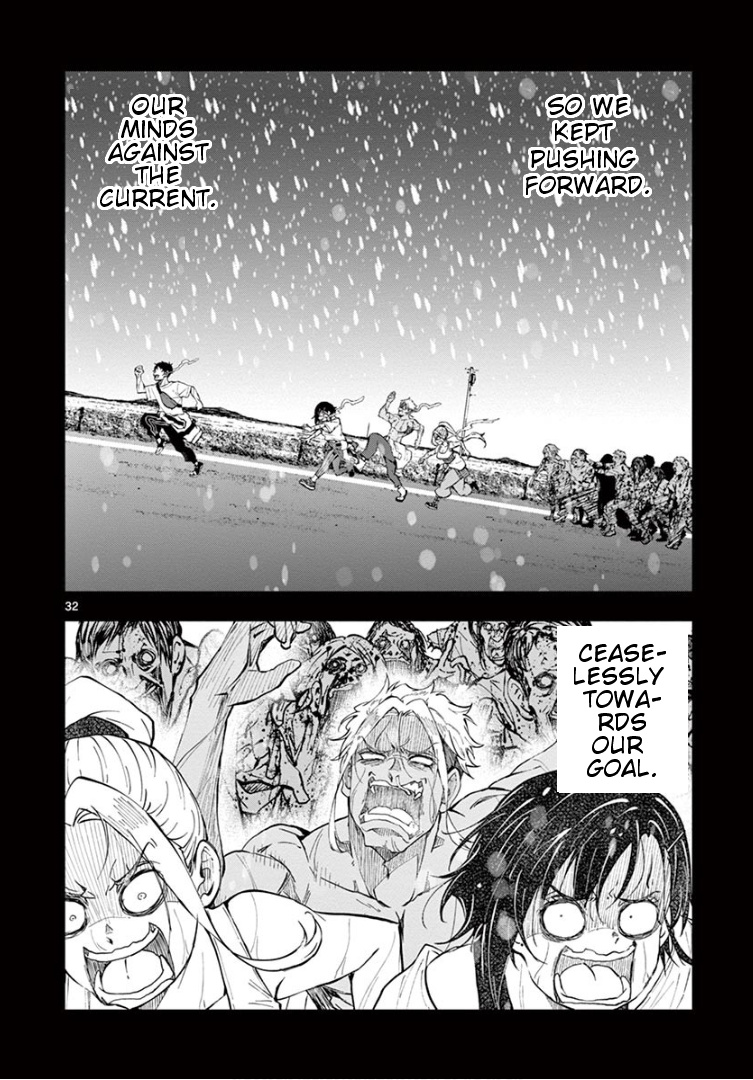 SO WE
KEPT
PUSHING
FORWARD.
OUR
MINDS
AGAINST
THE
CURRENT.
32
CEASE-
LESSLY
TOWA-
RDS
OUR
GOAL.